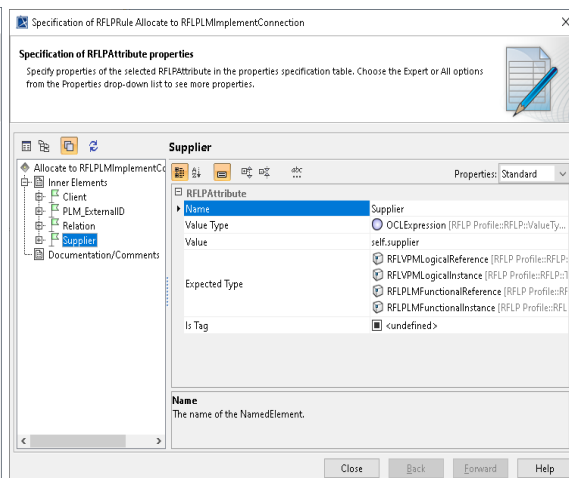 Specification of RFLPRule Allocate to RFLPLMImplementConnection
Specification of RFLPAttribute properties
Specify properties of the selected RFLPAttribute in the properties specification table. Choose the Expert or All options
from the Properties drop-down list to see more properties.
Supplier
Allocate to RFLPLMImplementCo
Inner Elements
Client
PLM_ExternalID
Relation
Supplier
Documentation/Comments
Properties: Standard
RFLPAttribute
Name Supplier
Value Type OCLExpression [RFLP Profile::RFLP::ValueTy...
Value self.supplier
Expected Type
RFLVPMLogicalReference [RFLP Profile::RFLP:
RFLVPMLogicalInstance [RFLP Profile::RFLP::T
RFLPLMFunctionalReference [RFLP Profile::RF
RFLPLMFunctionalInstance [RFLP Profile::RFL
Is Tag <undefined>
Name
The name of the NamedElement.
Close Back Forward Help